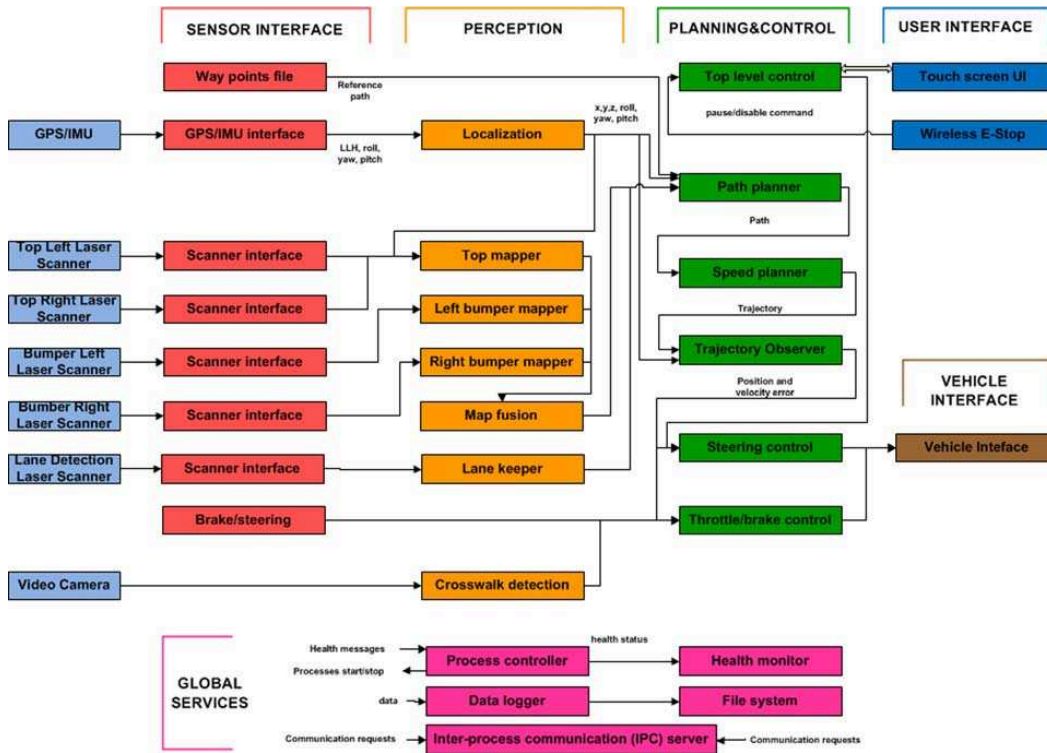 SENSOR INTERFACE
PERCEPTION
PLANNING&CONTROL
USER INTERFACE
Way points file
Reference
path
Top level control
Touch screen UI
x,y,z, roll,
yaw, pitch
pause/disable command
GPS/IMU
GPS/IMU interface
LLH, roll,
yaw, pitch
Localization
Wireless E-Stop
Path planner
Path
Top Left Laser
Scanner
Scanner interface
Top mapper
Speed planner
Top Right Laser
Scanner
Scanner interface
Left bumper mapper
Trajectory
Bumper Left
Laser Scanner
Scanner interface
Right bumper mapper
Trajectory Observer
Position and
velocity error
VEHICLE
INTERFACE
Bumber Right
Laser Scanner
Scanner interface
Map fusion
Steering control
Vehicle Inteface
Lane Detection
Laser Scanner
Scanner interface
Lane keeper
Brake/steering
Throttle/brake control
Video Camera
Crosswalk detection
GLOBAL
SERVICES
Health messages
Processes start/stop
Process controller
health status
Health monitor
data
Data logger
File system
Communication requests
Inter-process communication (IPC) server
Communication requests